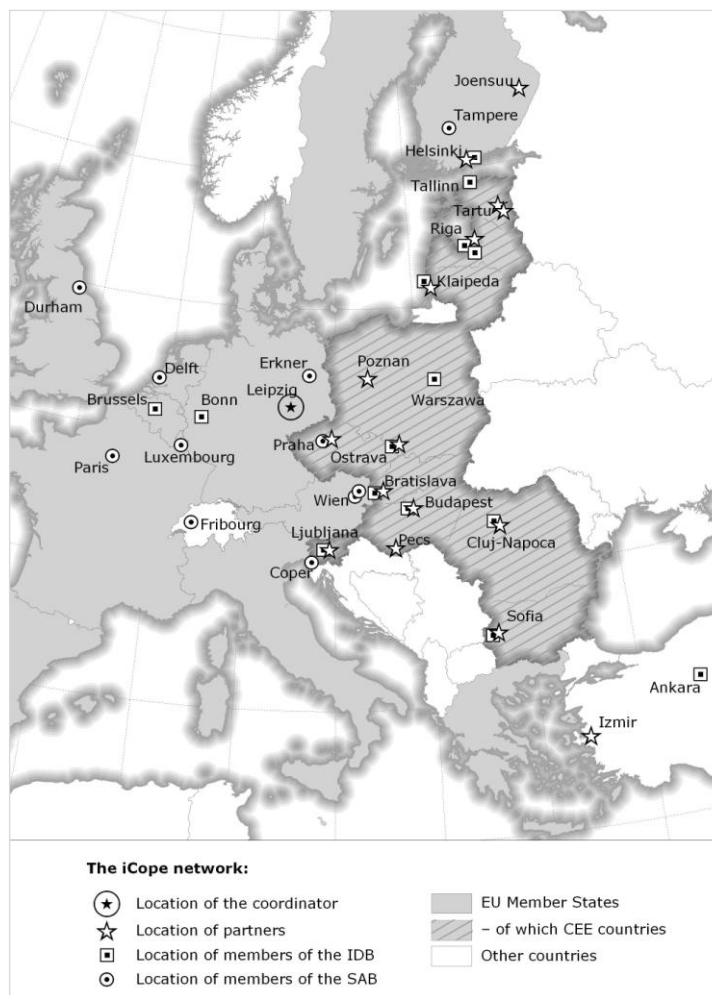 Joensuu
Tampere
Helsinki
Tallinn
Tartu
Riga
Klaipeda
Durham
Delft
Erkner
Poznan
Leipzig
Brussels
Bonn
Warszawa
Praha
Ostrava
Paris
Luxembourg
Bratislava
Wien
Budapest
Fribourg
Ljubljana
Pecs
Cluj-Napoca
Coper
Sofia
Ankara
Izmir
The iCope network:
Location of the coordinator
Location of partners
Location of members of the IDB
Location of members of the SAB
EU Member States
– of which CEE countries
Other countries